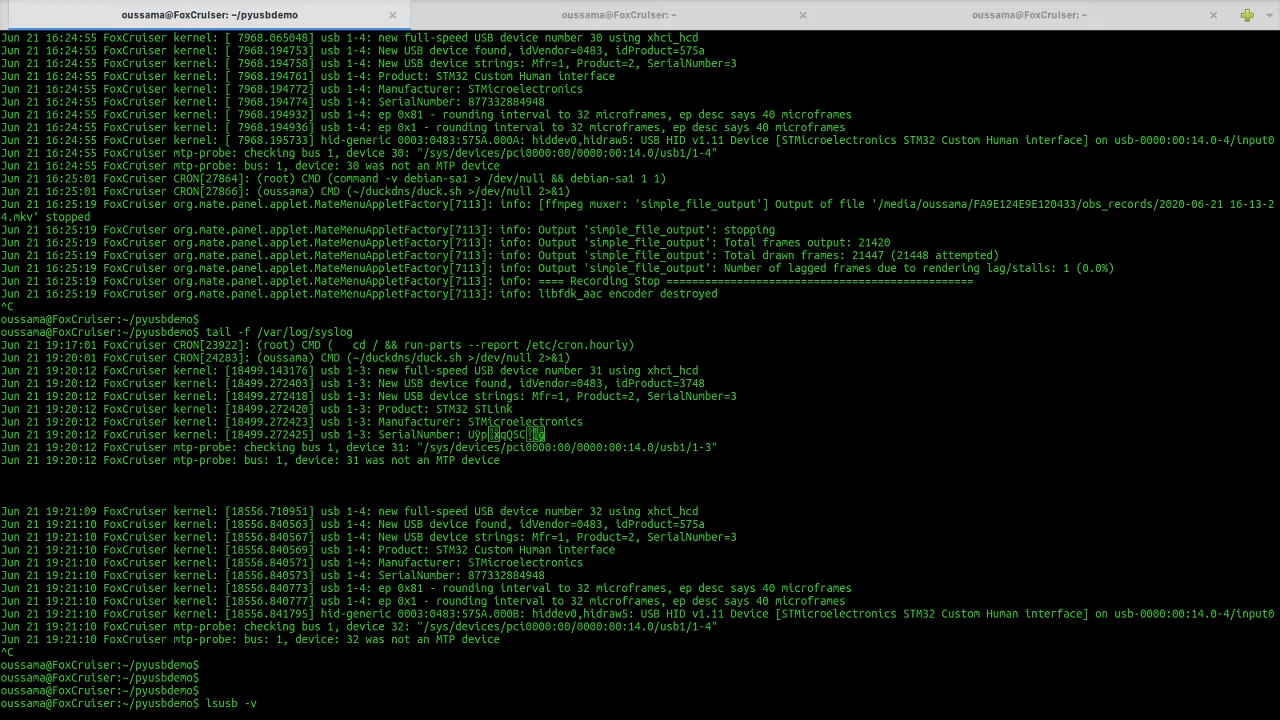 oussama@FoxCruiser: ~/pyusbdemo
oussama@FoxCruiser: ~
oussama@FoxCruiser: ~
Jun 21 16:24:55 FoxCruiser kernel: [ 7968.065048] usb 1-4: new full-speed USB device number 30 using xhci_hcd
Jun 21 16:24:55 FoxCruiser kernel: [ 7968.194753] usb 1-4: New USB device found, idVendor=0483, idProduct=575a
Jun 21 16:24:55 FoxCruiser kernel: [ 7968.194758] usb 1-4: New USB device strings: Mfr=1, Product=2, SerialNumber=3
Jun 21 16:24:55 FoxCruiser kernel: [ 7968.194761] usb 1-4: Product: STM32 Custom Human interface
Jun 21 16:24:55 FoxCruiser kernel: [ 7968.194772] usb 1-4: Manufacturer: STMicroelectronics
Jun 21 16:24:55 FoxCruiser kernel: [ 7968.194774] usb 1-4: SerialNumber: 877332884948
Jun 21 16:24:55 FoxCruiser kernel: [ 7968.194932] usb 1-4: ep 0x81 - rounding interval to 32 microframes, ep desc says 40 microframes
Jun 21 16:24:55 FoxCruiser kernel: [ 7968.194936] usb 1-4: ep 0x1 - rounding interval to 32 microframes, ep desc says 40 microframes
Jun 21 16:24:55 FoxCruiser kernel: [ 7968.195733] hid-generic 0003:0483:575A.000A: hiddev0,hidraw5: USB HID v1.11 Device [STMicroelectronics STM32 Custom Human interface] on usb-0000:00:14.0-4/input0
Jun 21 16:24:55 FoxCruiser mtp-probe: checking bus 1, device 30: "/sys/devices/pci0000:00/0000:00:14.0/usb1/1-4"
Jun 21 16:24:55 FoxCruiser mtp-probe: bus: 1, device: 30 was not an MTP device
Jun 21 16:25:01 FoxCruiser CRON[27864]: (root) CMD (command -v debian-sa1 > /dev/null && debian-sa1 1 1)
Jun 21 16:25:01 FoxCruiser CRON[27866]: (oussama) CMD (~/duckdns/duck.sh >/dev/null 2>&1)
Jun 21 16:25:19 FoxCruiser org.mate.panel.applet.MateMenuAppletFactory[7113]: info: [ffmpeg muxer: 'simple_file_output'] Output of file '/media/oussama/FA9E124E9E120433/obs_records/2020-06-21 16-13-2
4.mkv' stopped
Jun 21 16:25:19 FoxCruiser org.mate.panel.applet.MateMenuAppletFactory[7113]: info: Output 'simple_file_output': stopping
Jun 21 16:25:19 FoxCruiser org.mate.panel.applet.MateMenuAppletFactory[7113]: info: Output 'simple_file_output': Total frames output: 21420
Jun 21 16:25:19 FoxCruiser org.mate.panel.applet.MateMenuAppletFactory[7113]: info: Output 'simple_file_output': Total drawn frames: 21447 (21448 attempted)
Jun 21 16:25:19 FoxCruiser org.mate.panel.applet.MateMenuAppletFactory[7113]: info: Output 'simple_file_output': Number of lagged frames due to rendering lag/stalls: 1 (0.0%)
Jun 21 16:25:19 FoxCruiser org.mate.panel.applet.MateMenuAppletFactory[7113]: info: ==== Recording Stop ================================================
Jun 21 16:25:19 FoxCruiser org.mate.panel.applet.MateMenuAppletFactory[7113]: info: libfdk_aac encoder destroyed
^C
oussama@FoxCruiser:~/pyusbdemo$
oussama@FoxCruiser:~/pyusbdemo$ tail -f /var/log/syslog
Jun 21 19:17:01 FoxCruiser CRON[23922]: (root) CMD (   cd / && run-parts --report /etc/cron.hourly)
Jun 21 19:20:01 FoxCruiser CRON[24283]: (oussama) CMD (~/duckdns/duck.sh >/dev/null 2>&1)
Jun 21 19:20:12 FoxCruiser kernel: [18499.143176] usb 1-3: new full-speed USB device number 31 using xhci_hcd
Jun 21 19:20:12 FoxCruiser kernel: [18499.272403] usb 1-3: New USB device found, idVendor=0483, idProduct=3748
Jun 21 19:20:12 FoxCruiser kernel: [18499.272418] usb 1-3: New USB device strings: Mfr=1, Product=2, SerialNumber=3
Jun 21 19:20:12 FoxCruiser kernel: [18499.272420] usb 1-3: Product: STM32 STLink
Jun 21 19:20:12 FoxCruiser kernel: [18499.272423] usb 1-3: Manufacturer: STMicroelectronics
Jun 21 19:20:12 FoxCruiser kernel: [18499.272425] usb 1-3: SerialNumber:
Jun 21 19:20:12 FoxCruiser mtp-probe: checking bus 1, device 31: "/sys/devices/pci0000:00/0000:00:14.0/usb1/1-3"
Jun 21 19:20:12 FoxCruiser mtp-probe: bus: 1, device: 31 was not an MTP device
Jun 21 19:21:09 FoxCruiser kernel: [18556.710951] usb 1-4: new full-speed USB device number 32 using xhci_hcd
Jun 21 19:21:10 FoxCruiser kernel: [18556.840563] usb 1-4: New USB device found, idVendor=0483, idProduct=575a
Jun 21 19:21:10 FoxCruiser kernel: [18556.840567] usb 1-4: New USB device strings: Mfr=1, Product=2, SerialNumber=3
Jun 21 19:21:10 FoxCruiser kernel: [18556.840569] usb 1-4: Product: STM32 Custom Human interface
Jun 21 19:21:10 FoxCruiser kernel: [18556.840571] usb 1-4: Manufacturer: STMicroelectronics
Jun 21 19:21:10 FoxCruiser kernel: [18556.840573] usb 1-4: SerialNumber: 877332884948
Jun 21 19:21:10 FoxCruiser kernel: [18556.840773] usb 1-4: ep 0x81 - rounding interval to 32 microframes, ep desc says 40 microframes
Jun 21 19:21:10 FoxCruiser kernel: [18556.840777] usb 1-4: ep 0x1 - rounding interval to 32 microframes, ep desc says 40 microframes
Jun 21 19:21:10 FoxCruiser kernel: [18556.841795] hid-generic 0003:0483:575A.000B: hiddev0,hidraw5: USB HID v1.11 Device [STMicroelectronics STM32 Custom Human interface] on usb-0000:00:14.0-4/input0
Jun 21 19:21:10 FoxCruiser mtp-probe: checking bus 1, device 32: "/sys/devices/pci0000:00/0000:00:14.0/usb1/1-4"
Jun 21 19:21:10 FoxCruiser mtp-probe: bus: 1, device: 32 was not an MTP device
^C
oussama@FoxCruiser:~/pyusbdemo$
oussama@FoxCruiser:~/pyusbdemo$
oussama@FoxCruiser:~/pyusbdemo$
oussama@FoxCruiser:~/pyusbdemo$ lsusb -v